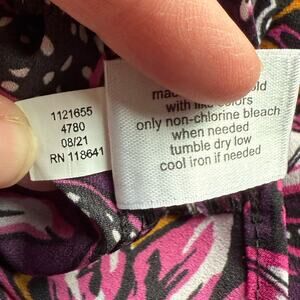 1121655
4780
08/21
RN 118641
with like colors
only non-chlorine bleach
when needed
tumble dry low
cool iron if needed